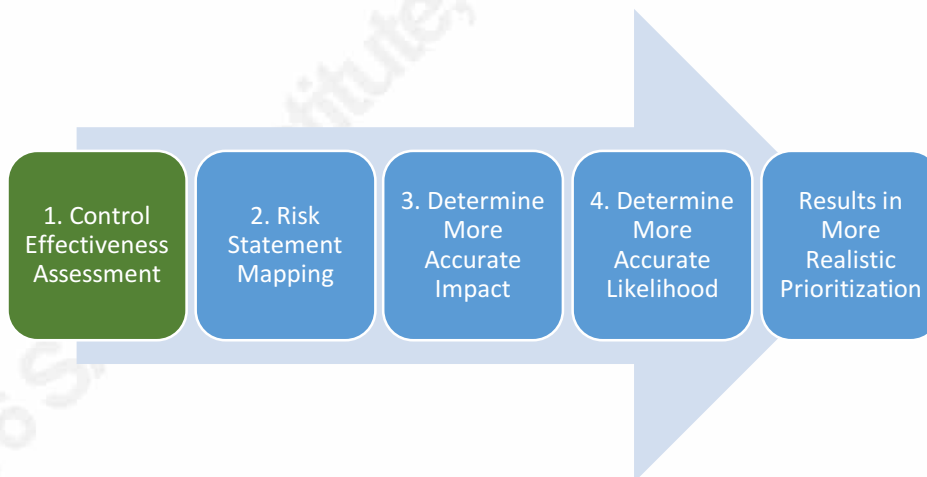 1. Control
Effectiveness
Assessment
2. Risk
Statement
Mapping
3. Determine
More
Accurate
Impact
4. Determine
More
Accurate
Likelihood
Results in
More
Realistic
Prioritization